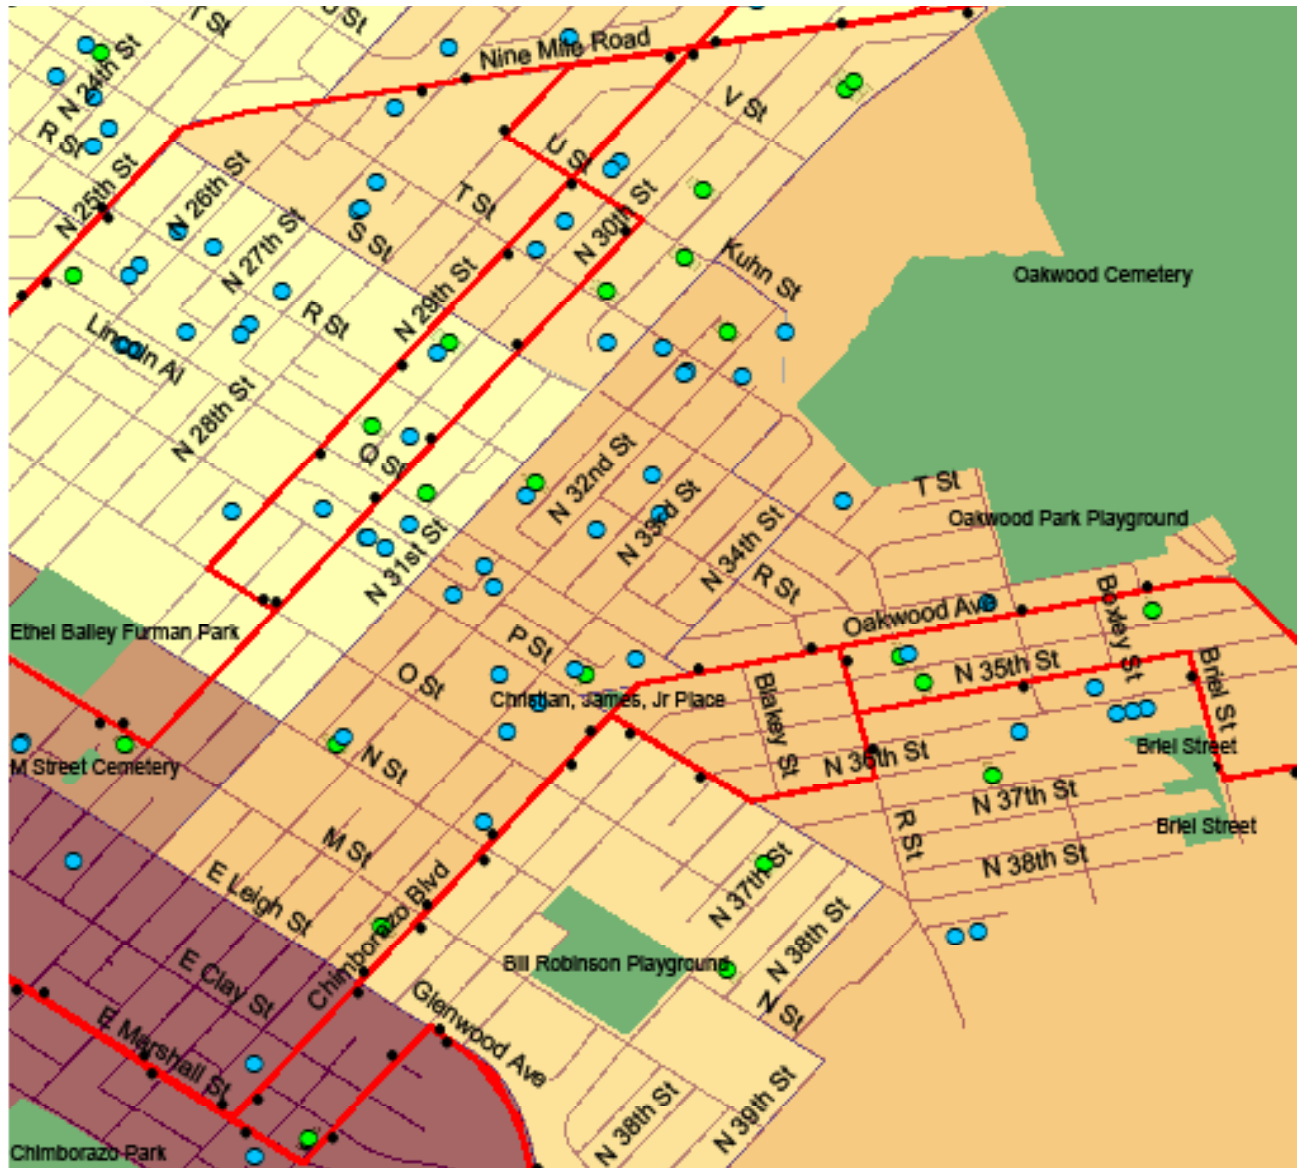 T St
U St
Nine Mile Road
N 24th St
R St
V St
U St
N 25th St
N 26th St
T St
N 30th St
S St
N 27th St
Kuhn St
Oakwood Cemetery
N 29th St
R St
Lincoln Al
N 28th St
Q St
N 32nd St
N 33rd St
T St
Oakwood Park Playground
N 34th St
N 31st St
R St
Boxley St
Oakwood Ave
Ethel Bailey Furman Park
P St
O St
N 35th St
Briel St
Christian, James, Jr Place
Blakey St
N 36th St
Briel Street
M Street Cemetery
N St
N 37th St
Briel Street
R St
M St
N 38th St
E Leigh St
N 37th St
Chimborazo Blvd
N 38th St
Bill Robinson Playground
E Clay St
N St
Glenwood Ave
E Marshall St
N 38th St
N 39th St
Chimborazo Park